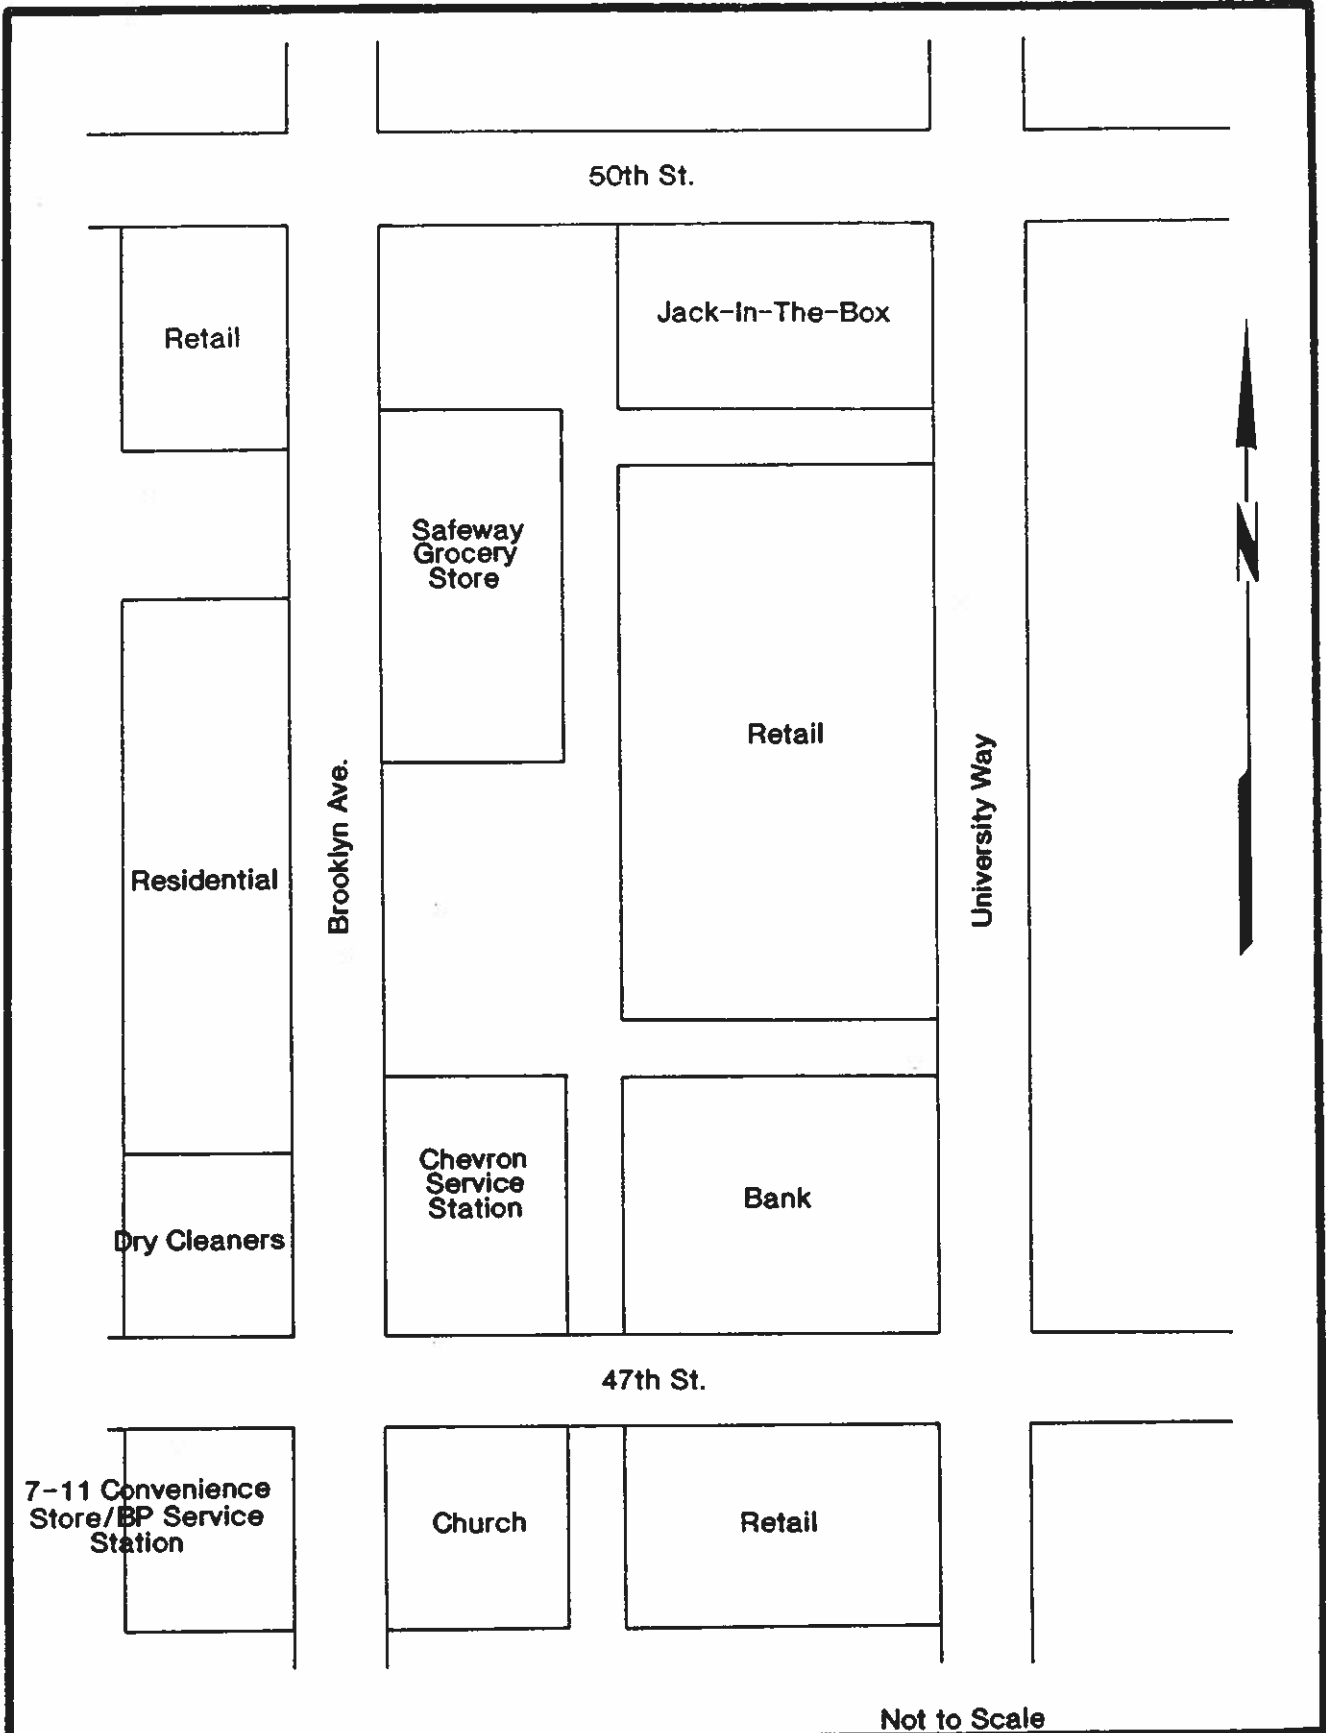 50th St.
Retail
Jack-In-The-Box
Safeway
Grocery
Store
N
Retail
Brooklyn Ave.
University Way
Residential
Chevron
Service
Station
Bank
Dry Cleaners
47th St.
7-11 Convenience
Store/BP Service
Station
Church
Retail
Not to Scale